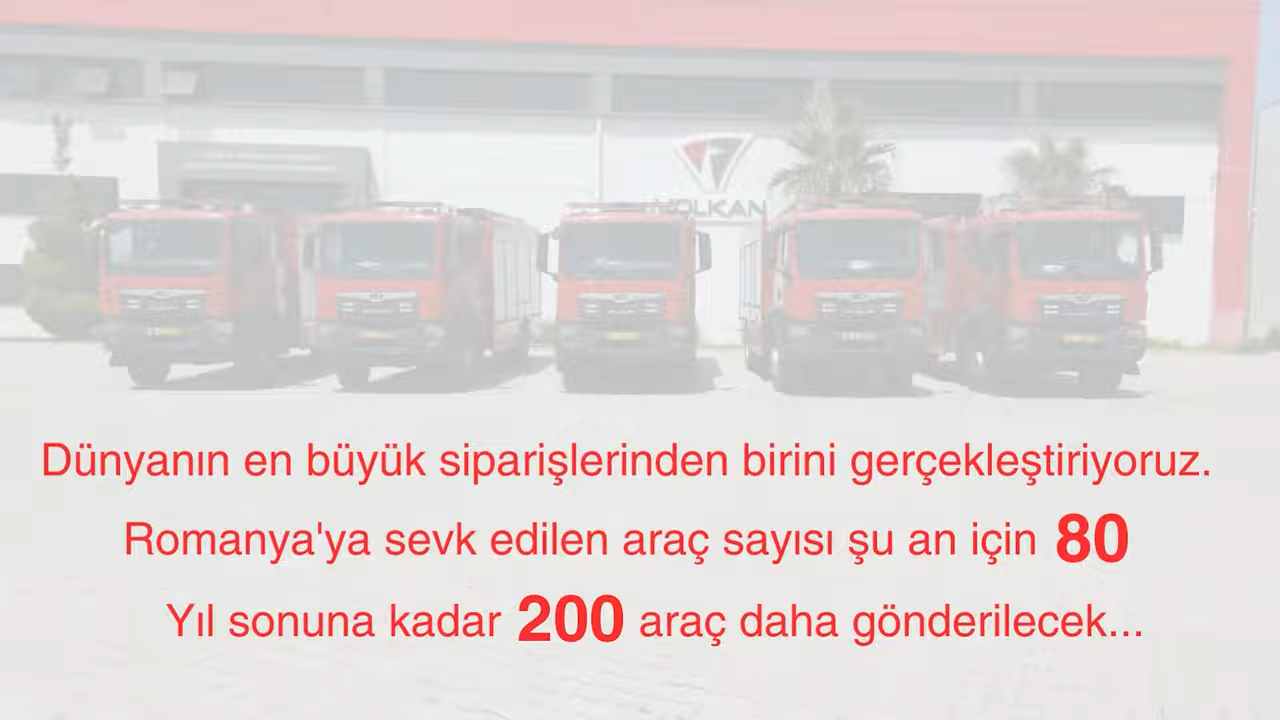 VOLKAN
Dünyanın en büyük siparişlerinden birini gerçekleştiriyoruz.
Romanya'ya sevk edilen araç sayısı şu an için 80
Yıl sonuna kadar 200 araç daha gönderilecek...